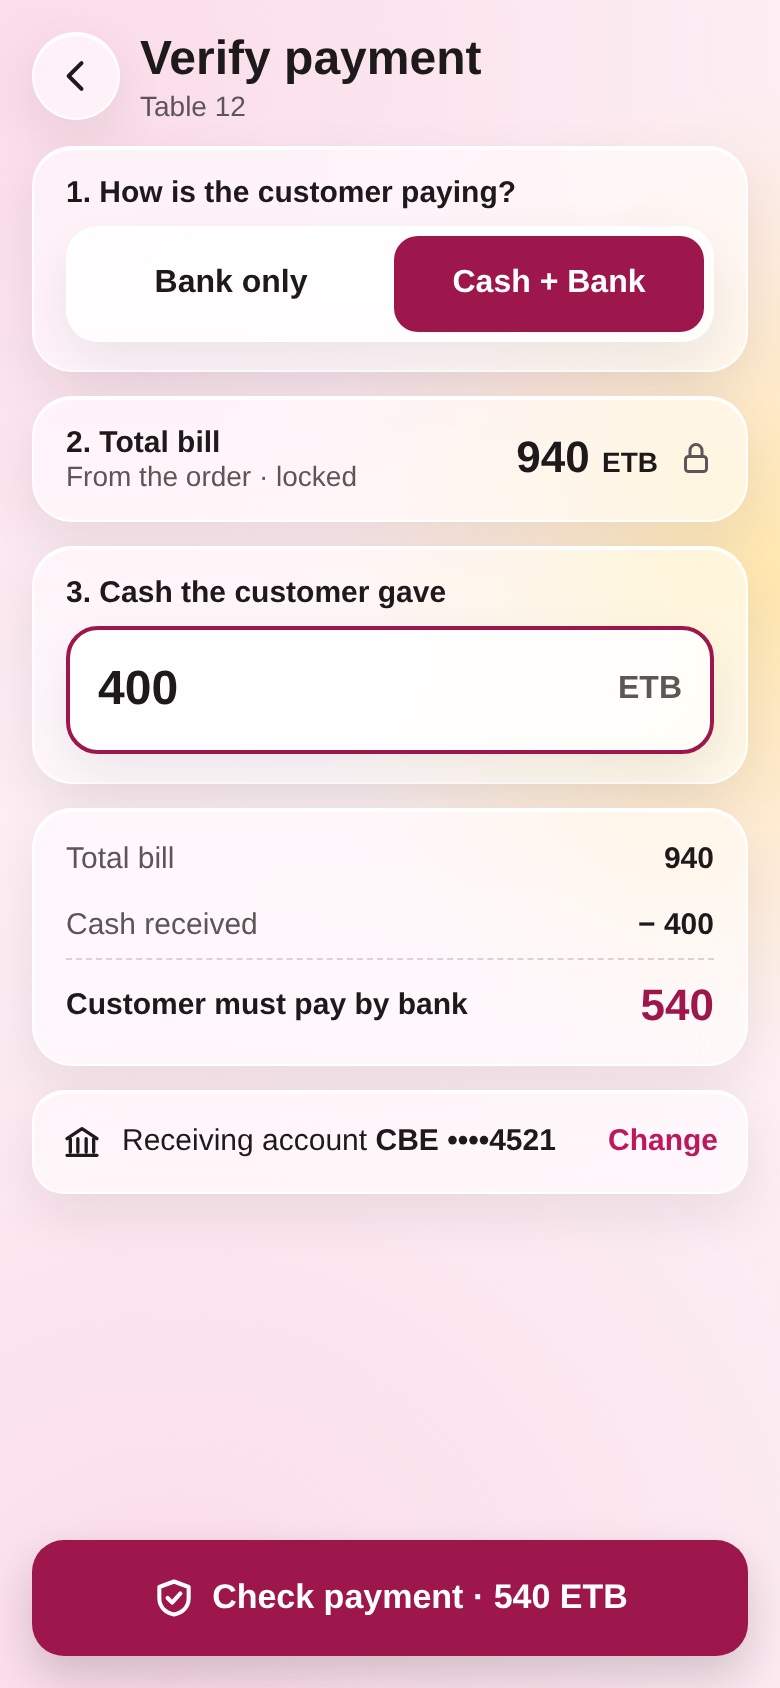 Verify payment
Table 12
1. How is the customer paying?
Bank only
Cash + Bank
2. Total bill
From the order · locked
940 ETB
3. Cash the customer gave
400 ETB
Total bill 940
Cash received − 400
Customer must pay by bank 540
Receiving account CBE ••••4521 Change
Check payment · 540 ETB